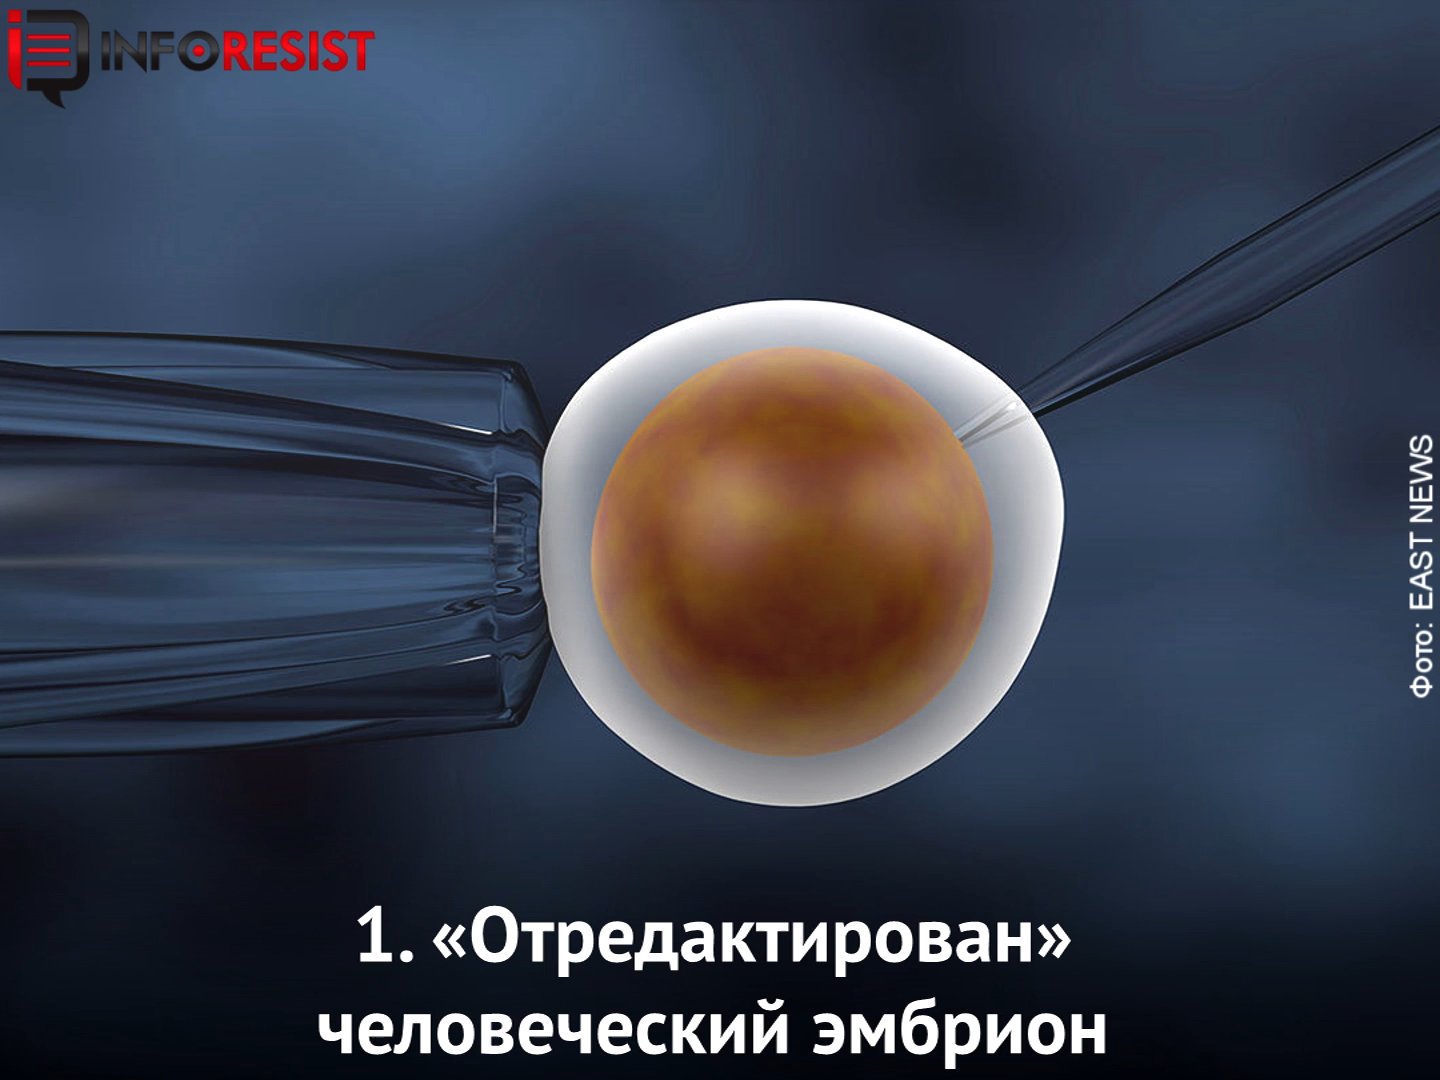 INFORESIST
Фото: EAST NEWS
1. «Отредактирован»
человеческий эмбрион